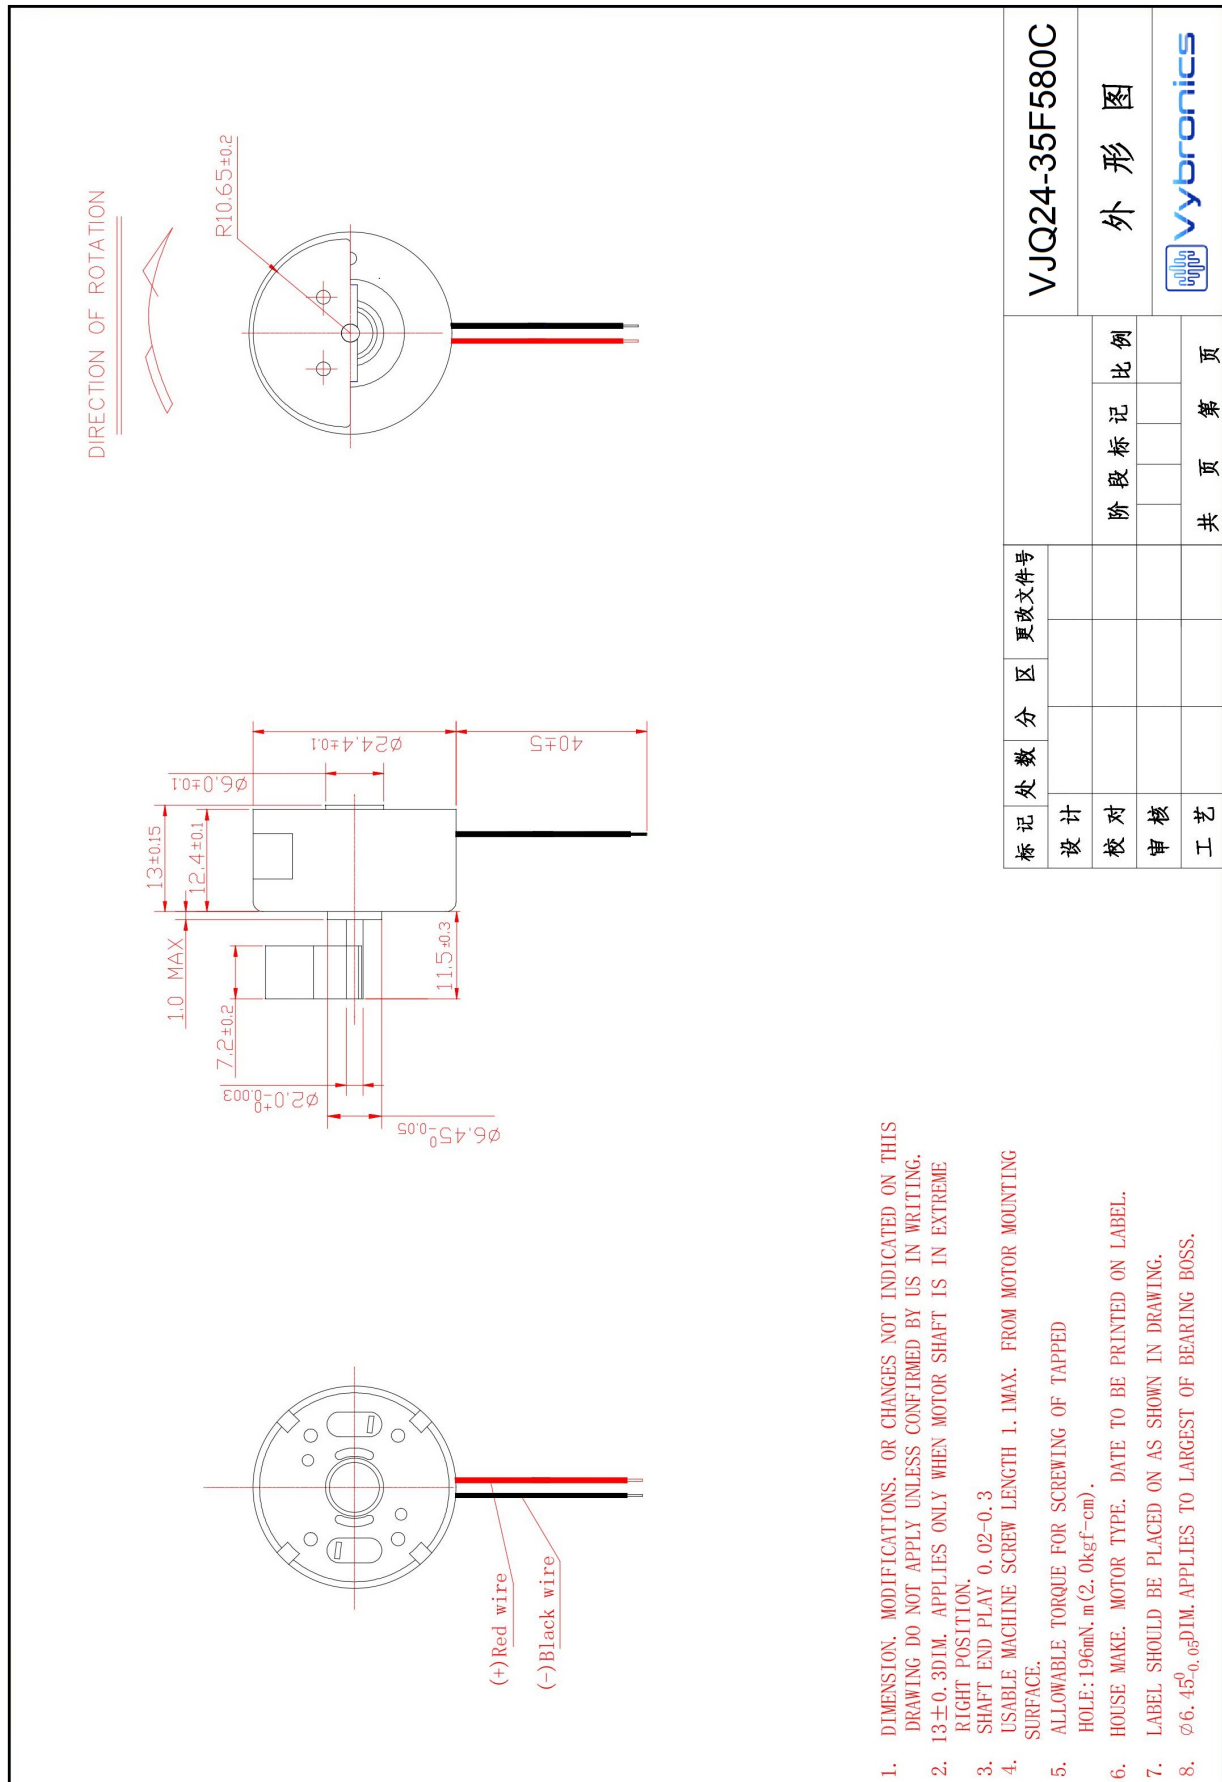 (+)Red wire
(-)Black wire
Ø6.45 0 -0.05
Ø2.0 +0 -0.003
7.2±0.2
1.0 MAX
13±0.15
12.4±0.1
Ø6.0±0.1
Ø24.4±0.1
11.5±0.3
40±5
DIRECTION OF ROTATION
R10.65±0.2
1. DIMENSION. MODIFICATIONS. OR CHANGES NOT INDICATED ON THIS
DRAWING DO NOT APPLY UNLESS CONFIRMED BY US IN WRITING.
2. 13±0.3DIM. APPLIES ONLY WHEN MOTOR SHAFT IS IN EXTREME
RIGHT POSITION.
3. SHAFT END PLAY 0.02-0.3
4. USABLE MACHINE SCREW LENGTH 1.1MAX. FROM MOTOR MOUNTING
SURFACE.
5. ALLOWABLE TORQUE FOR SCREWING OF TAPPED
HOLE:196mN.m(2.0kgf-cm).
6. HOUSE MAKE. MOTOR TYPE. DATE TO BE PRINTED ON LABEL.
7. LABEL SHOULD BE PLACED ON AS SHOWN IN DRAWING.
8. Ø6.45 0 -0.05 DIM. APPLIES TO LARGEST OF BEARING BOSS.
标记 处数 分区 更改文件号
设计
校对
审核
工艺
阶段标记 比例
共 页 第 页
VJQ24-35F580C
外形图
Vybronics